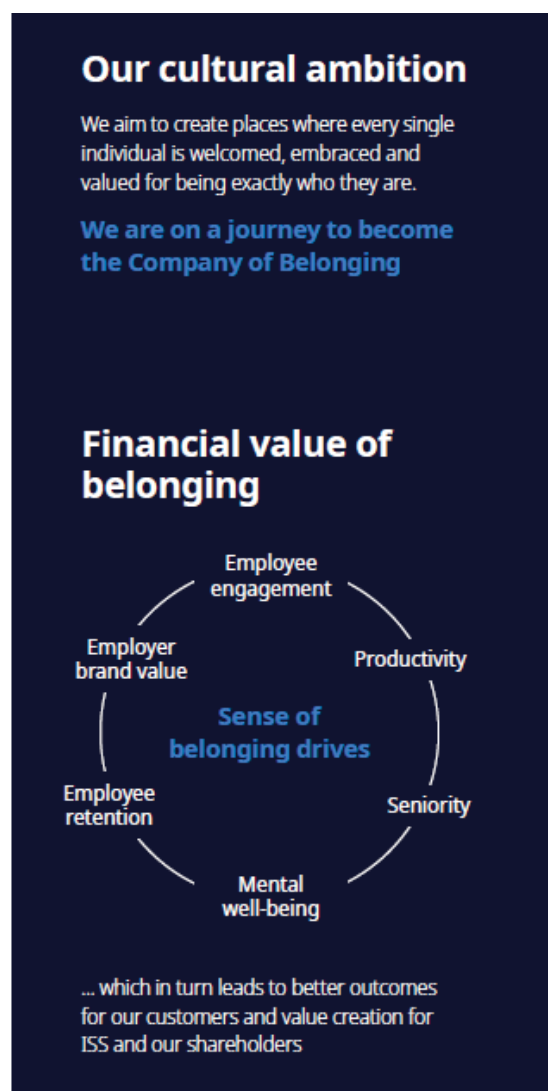 Our cultural ambition
We aim to create places where every single
individual is welcomed, embraced and
valued for being exactly who they are.
We are on a journey to become
the Company of Belonging
Financial value of
belonging
Employee
engagement
Productivity
Seniority
Mental
well-being
Employee
retention
Employer
brand value
Sense of
belonging drives
... which in turn leads to better outcomes
for our customers and value creation for
ISS and our shareholders